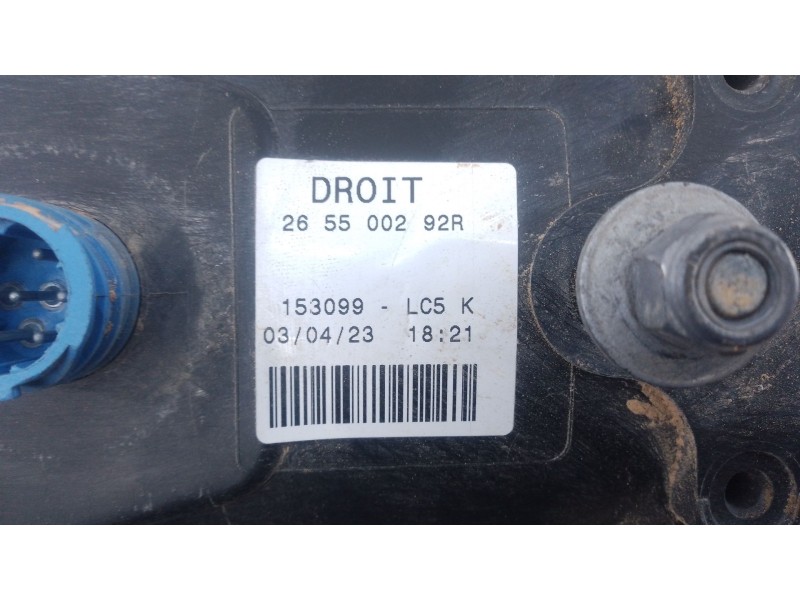 DROIT
26 55 002 92R
153099 - LC5 K
03/04/23 18:21